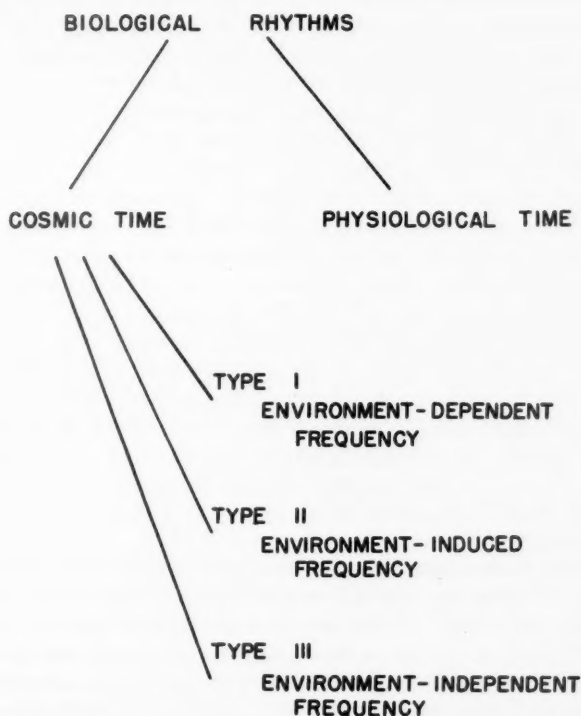 BIOLOGICAL RHYTHMS
COSMIC TIME PHYSIOLOGICAL TIME
TYPE I
ENVIRONMENT-DEPENDENT
FREQUENCY
TYPE II
ENVIRONMENT-INDUCED
FREQUENCY
TYPE III
ENVIRONMENT-INDEPENDENT
FREQUENCY